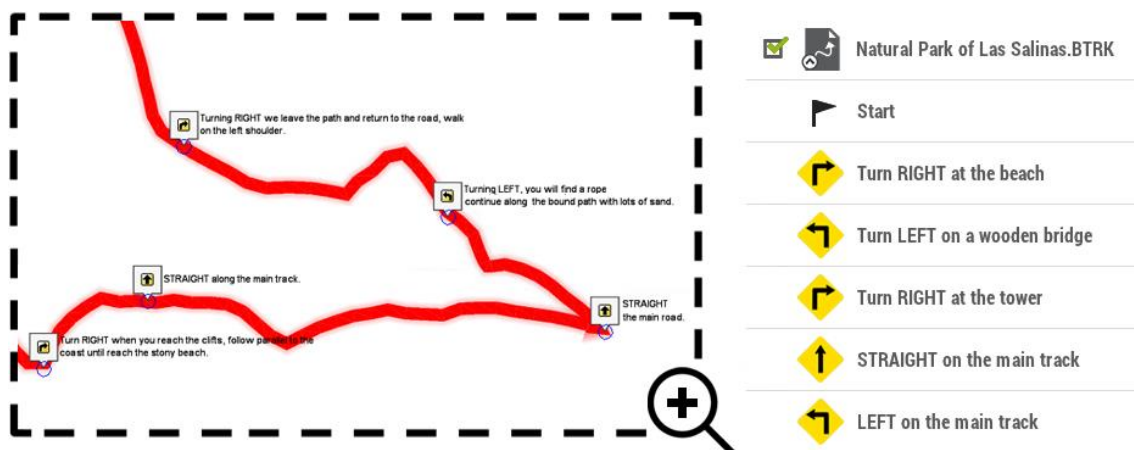 Turning RIGHT we leave the path and return to the road, walk
on the left shoulder.
Turning LEFT, you will find a rope
continue along the bound path with lots of sand.
STRAIGHT along the main track.
STRAIGHT
the main road.
Turn RIGHT when you reach the clifts, follow parallel to the
coast until reach the stony beach.
Natural Park of Las Salinas.BTRK
Start
Turn RIGHT at the beach
Turn LEFT on a wooden bridge
Turn RIGHT at the tower
STRAIGHT on the main track
LEFT on the main track